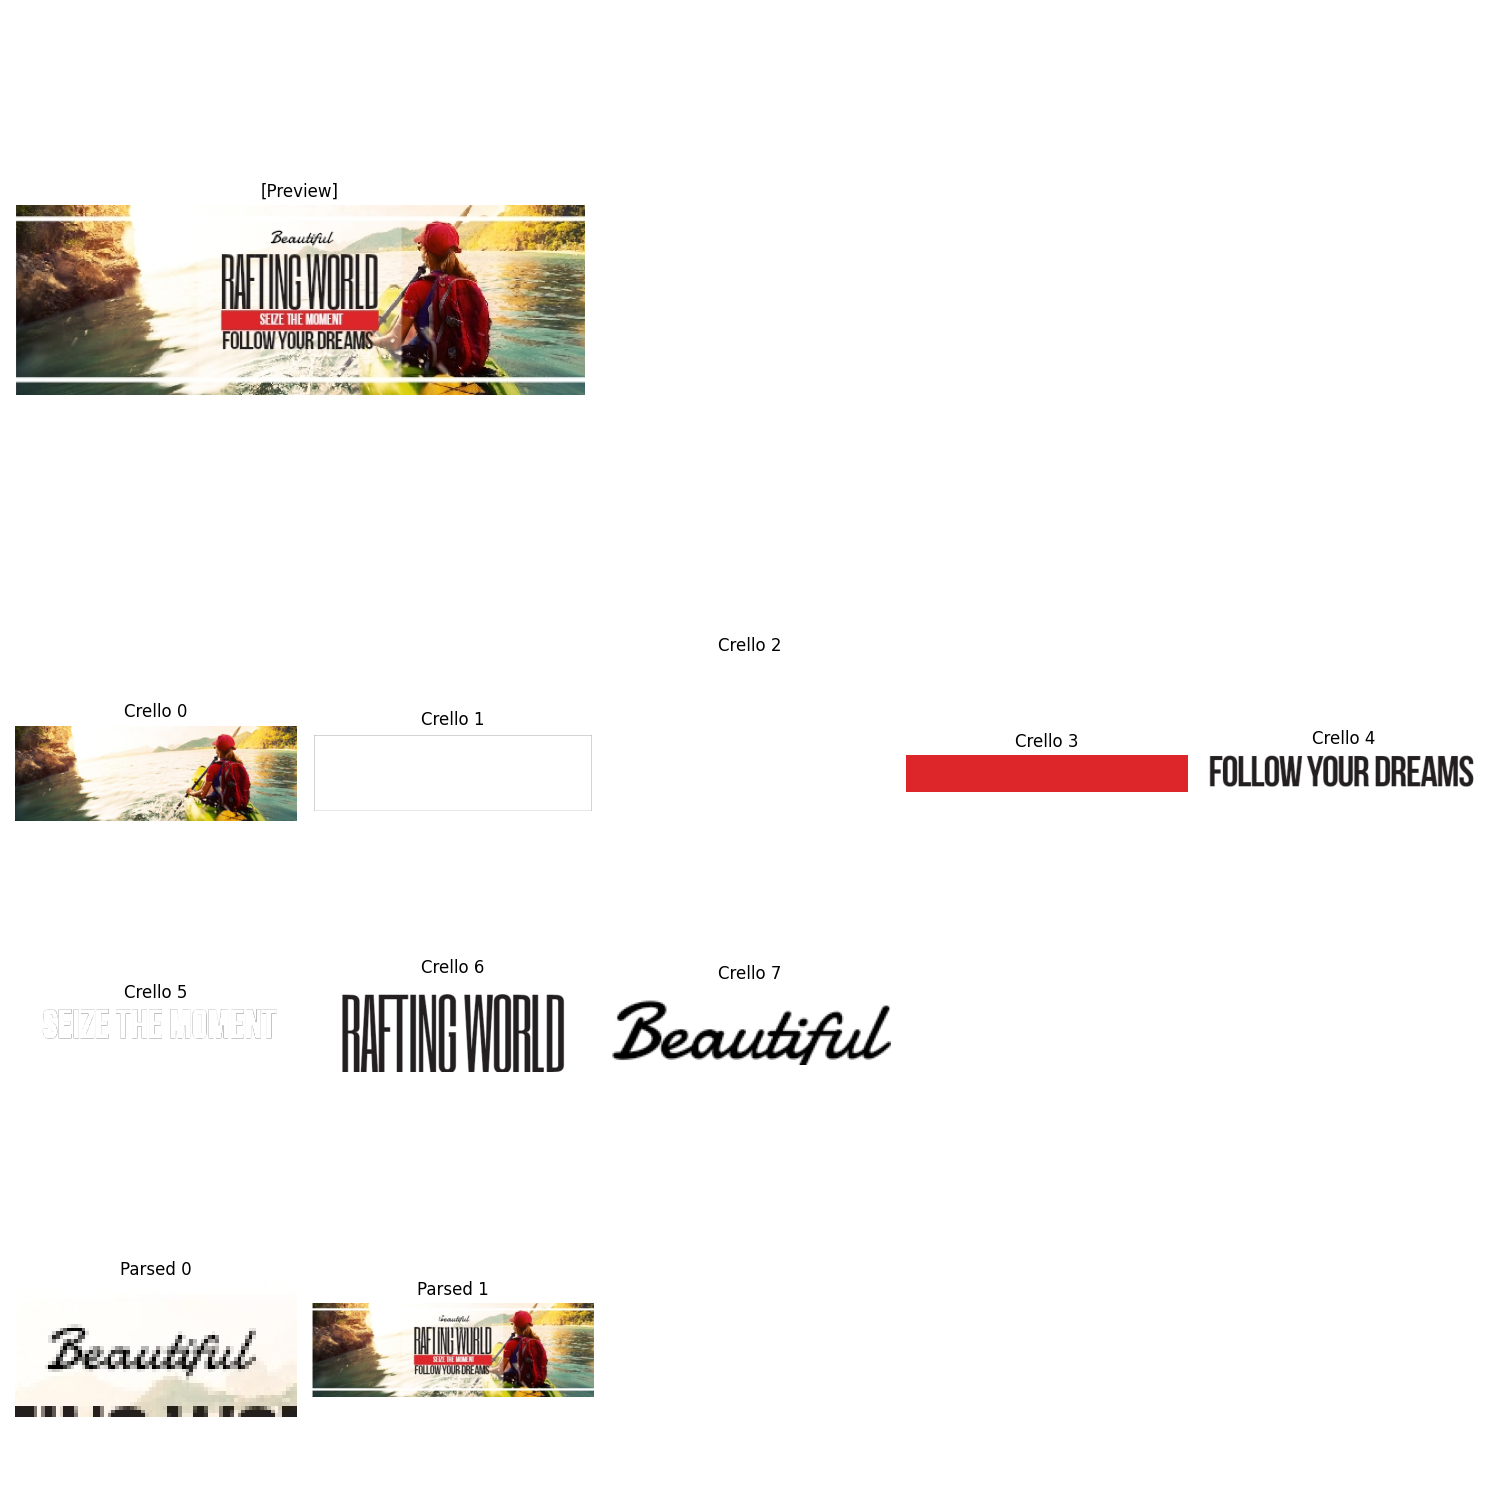 [Preview]
Beautiful
RAFTING WORLD
SEIZE THE MOMENT
FOLLOW YOUR DREAMS
Crello 2
Crello 0
Crello 1
Crello 3
Crello 4
FOLLOW YOUR DREAMS
Crello 5
SEIZE THE MOMENT
Crello 6
RAFTING WORLD
Crello 7
Beautiful
Parsed 0
Beautiful
Parsed 1
Beautiful
RAFTING WORLD
SEIZE THE MOMENT
FOLLOW YOUR DREAMS